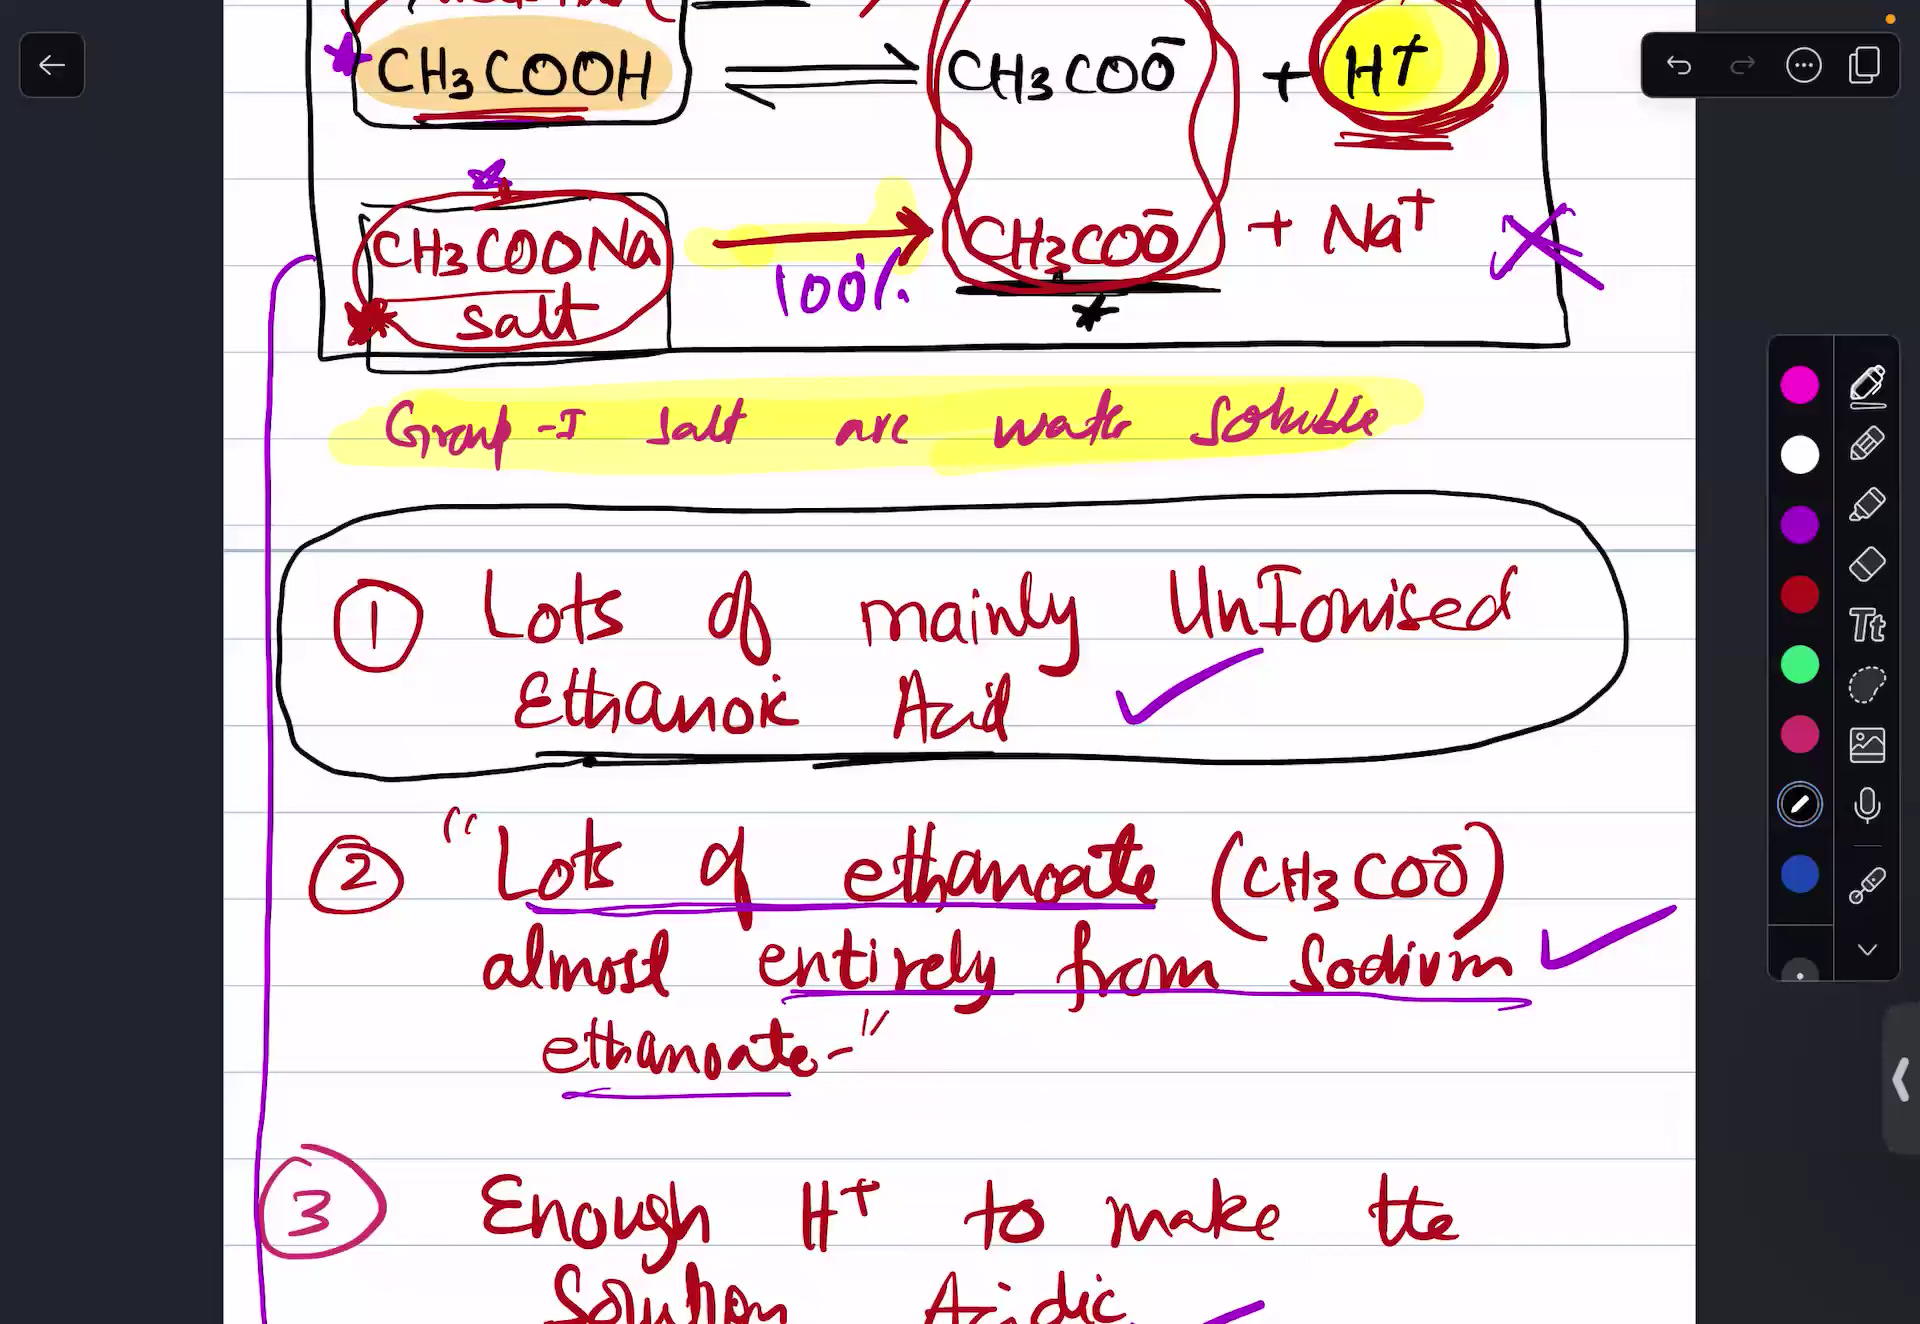 CH3COOH ⇌ CH3COO⁻ + H⁺
CH3COONa → CH3COO⁻ + Na⁺
100%
salt
Group-I salt are water soluble
① Lots of mainly UnIonised
Ethanoic Acid
② "Lots of ethanoate (CH3COO⁻)
almost entirely from Sodium
ethanoate-"
③ Enough H⁺ to make the
Solution Acidic
Tt